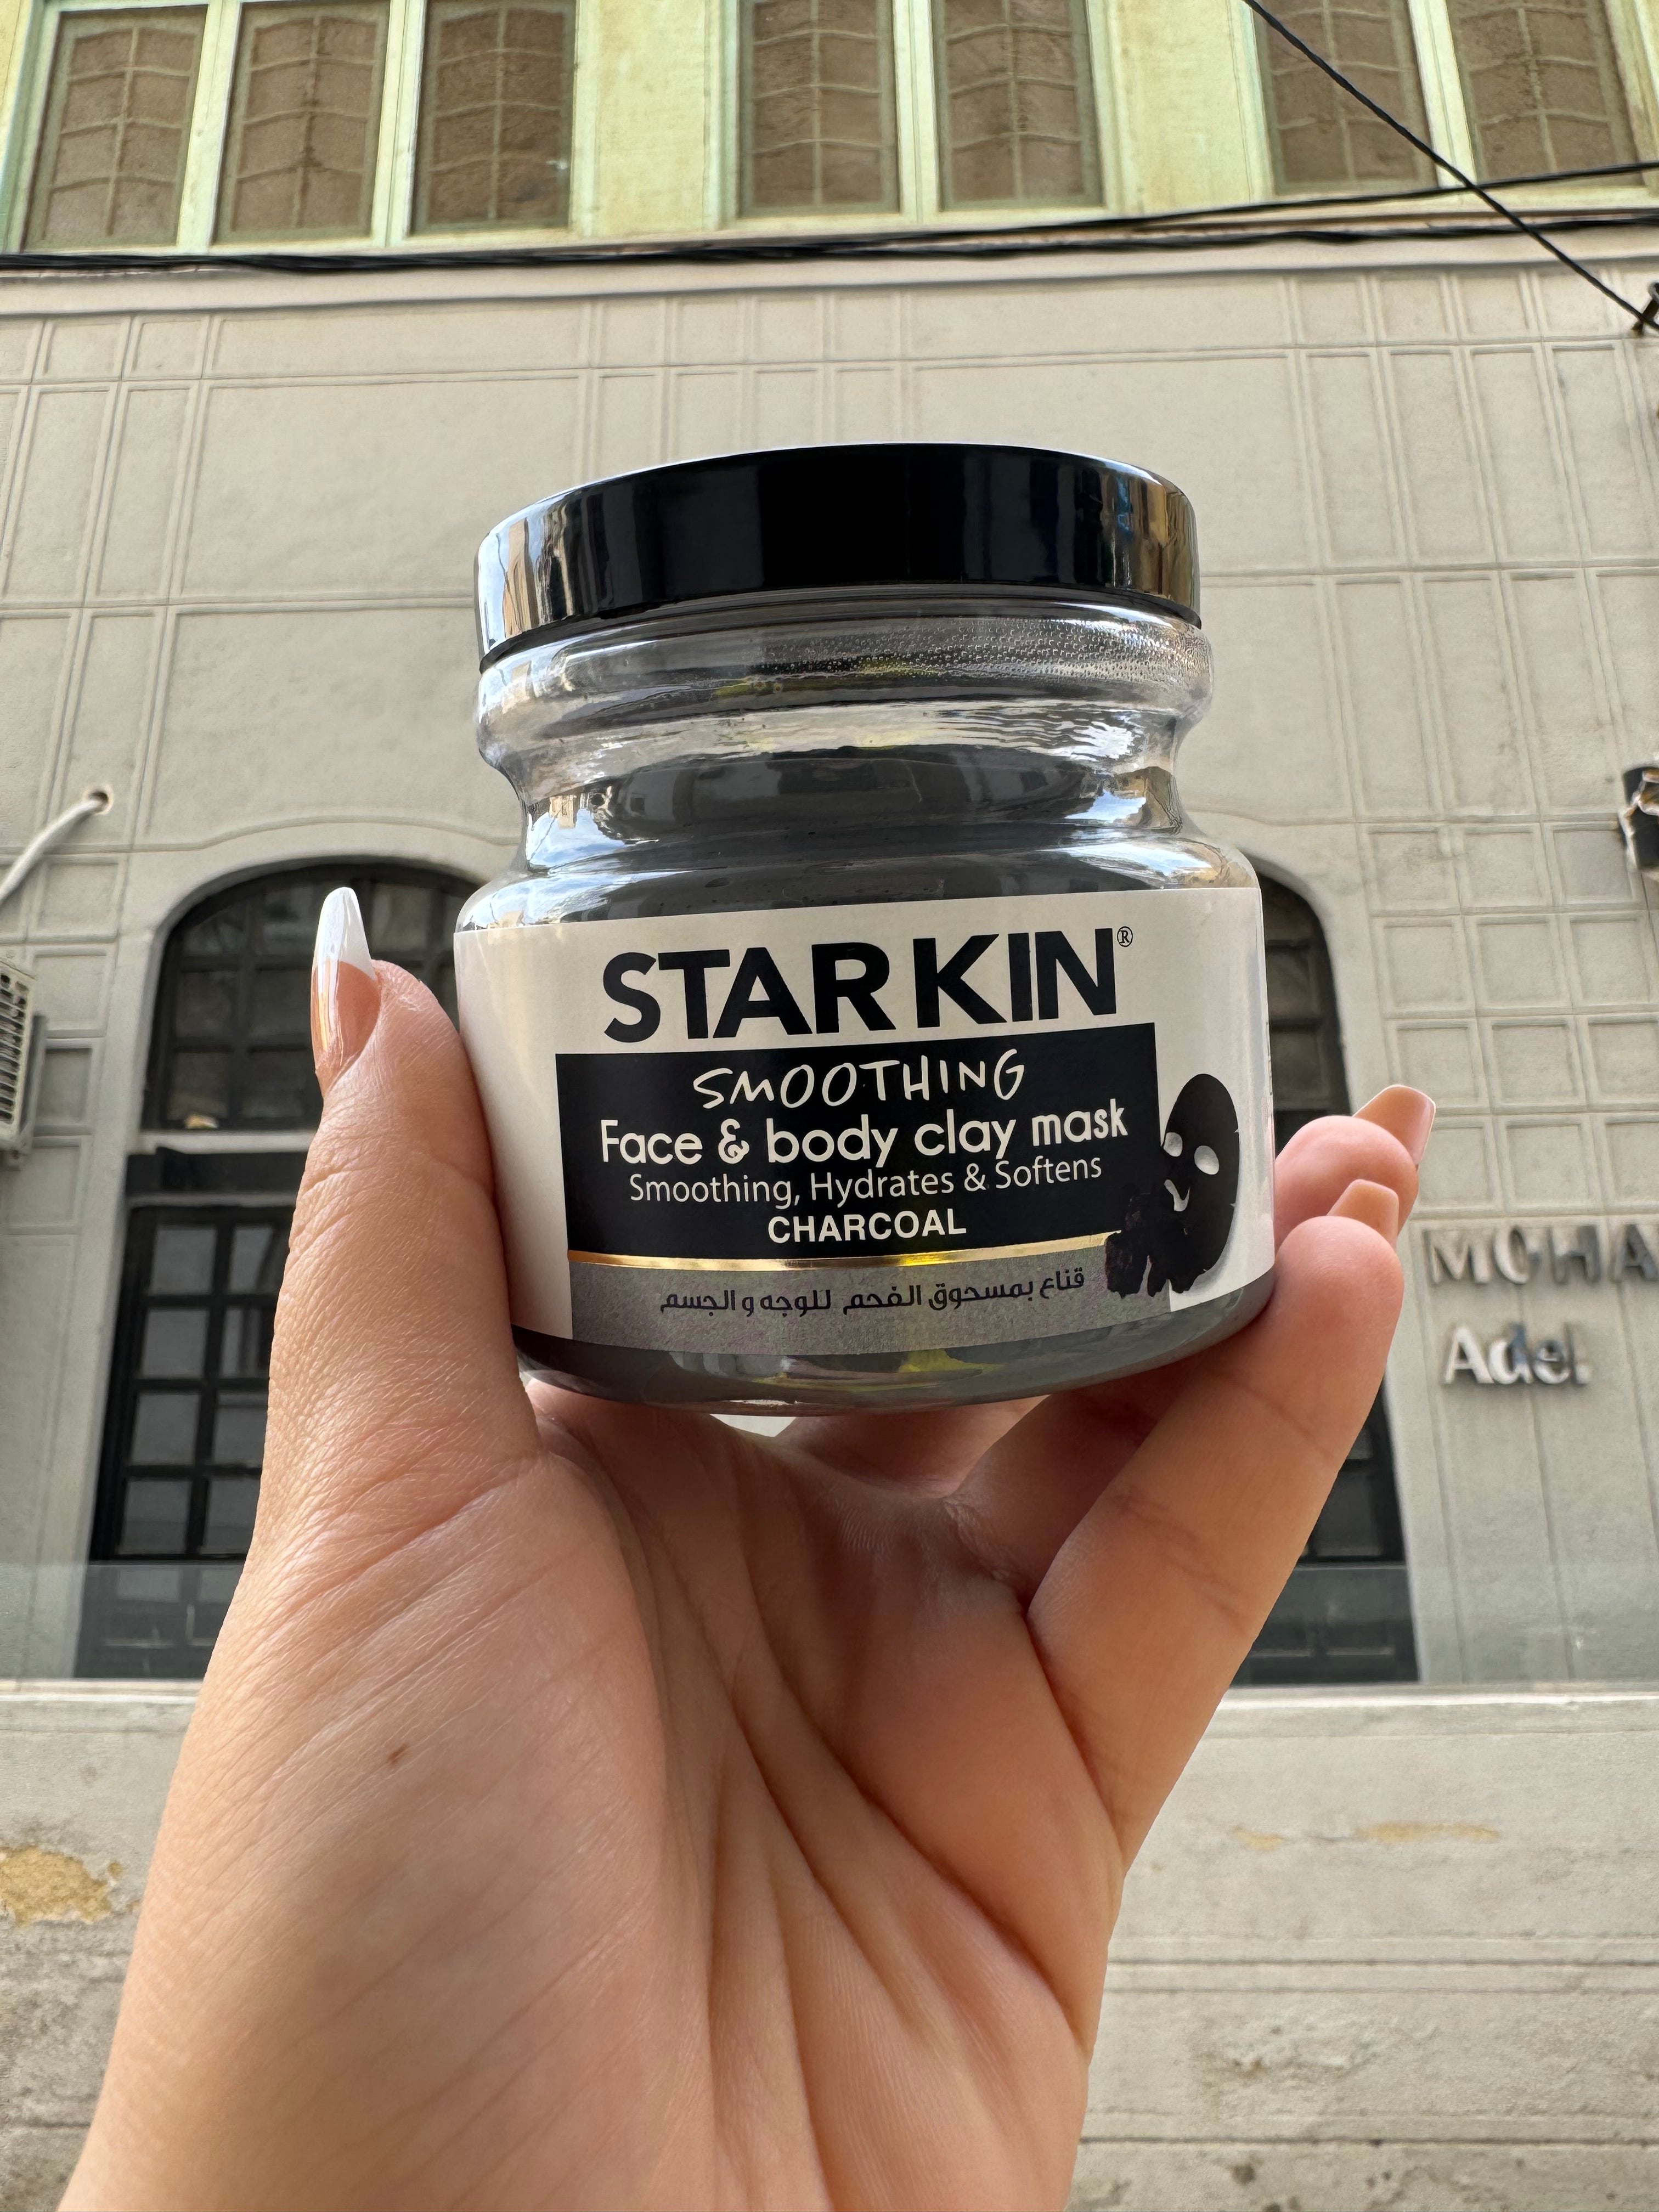 STARKIN®
SMOOTHING
Face & body clay mask
Smoothing, Hydrates & Softens
CHARCOAL
قناع بمسحوق الفحم للوجه و الجسم
MOHA
Adel